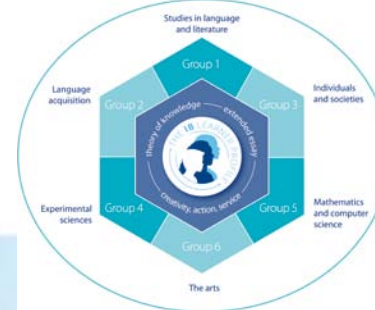 Studies in language
and literature
Group 1
Language
acquisition
Group 2
Individuals
and societies
Group 3
theory of knowledge
extended essay
THE IB LEARNER PROFILE
creativity, action, service
Experimental
sciences
Group 4
Mathematics
and computer
science
Group 5
Group 6
The arts